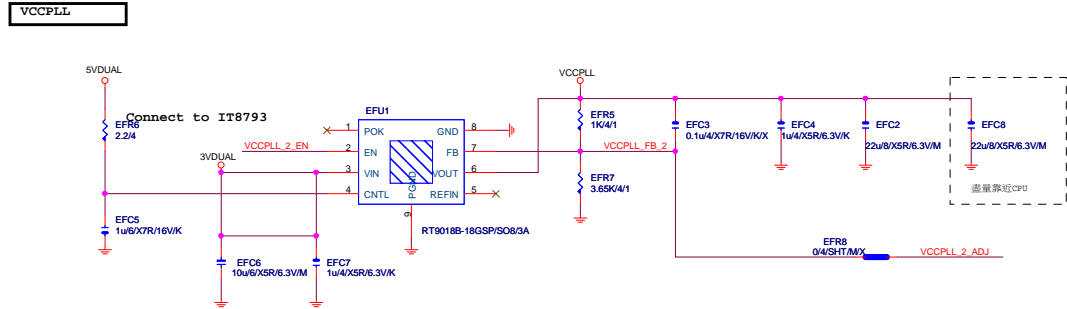 VCCPLL
5VDUAL
EFR6
2.2/4
Connect to IT8793
3VDUAL
VCCPLL_2_EN
EFC5
1u/6/X7R/16V/K
EFC6
10u/6/X5R/6.3V/M
EFC7
1u/4/X5R/6.3V/K
EFU1
1 POK GND 8
2 EN FB 7
3 VIN VOUT 6
4 CNTL REFIN 5
PGND
9
RT9018B-18GSP/SO8/3A
VCCPLL
EFR5
1K/4/1
VCCPLL_FB_2
EFR7
3.65K/4/1
EFC3
0.1u/4/X7R/16V/K/X
EFC4
1u/4/X5R/6.3V/K
EFC2
22u/8/X5R/6.3V/M
EFC8
22u/8/X5R/6.3V/M
盡量靠近CPU
EFR8
0/4/SHT/M/X
VCCPLL_2_ADJ